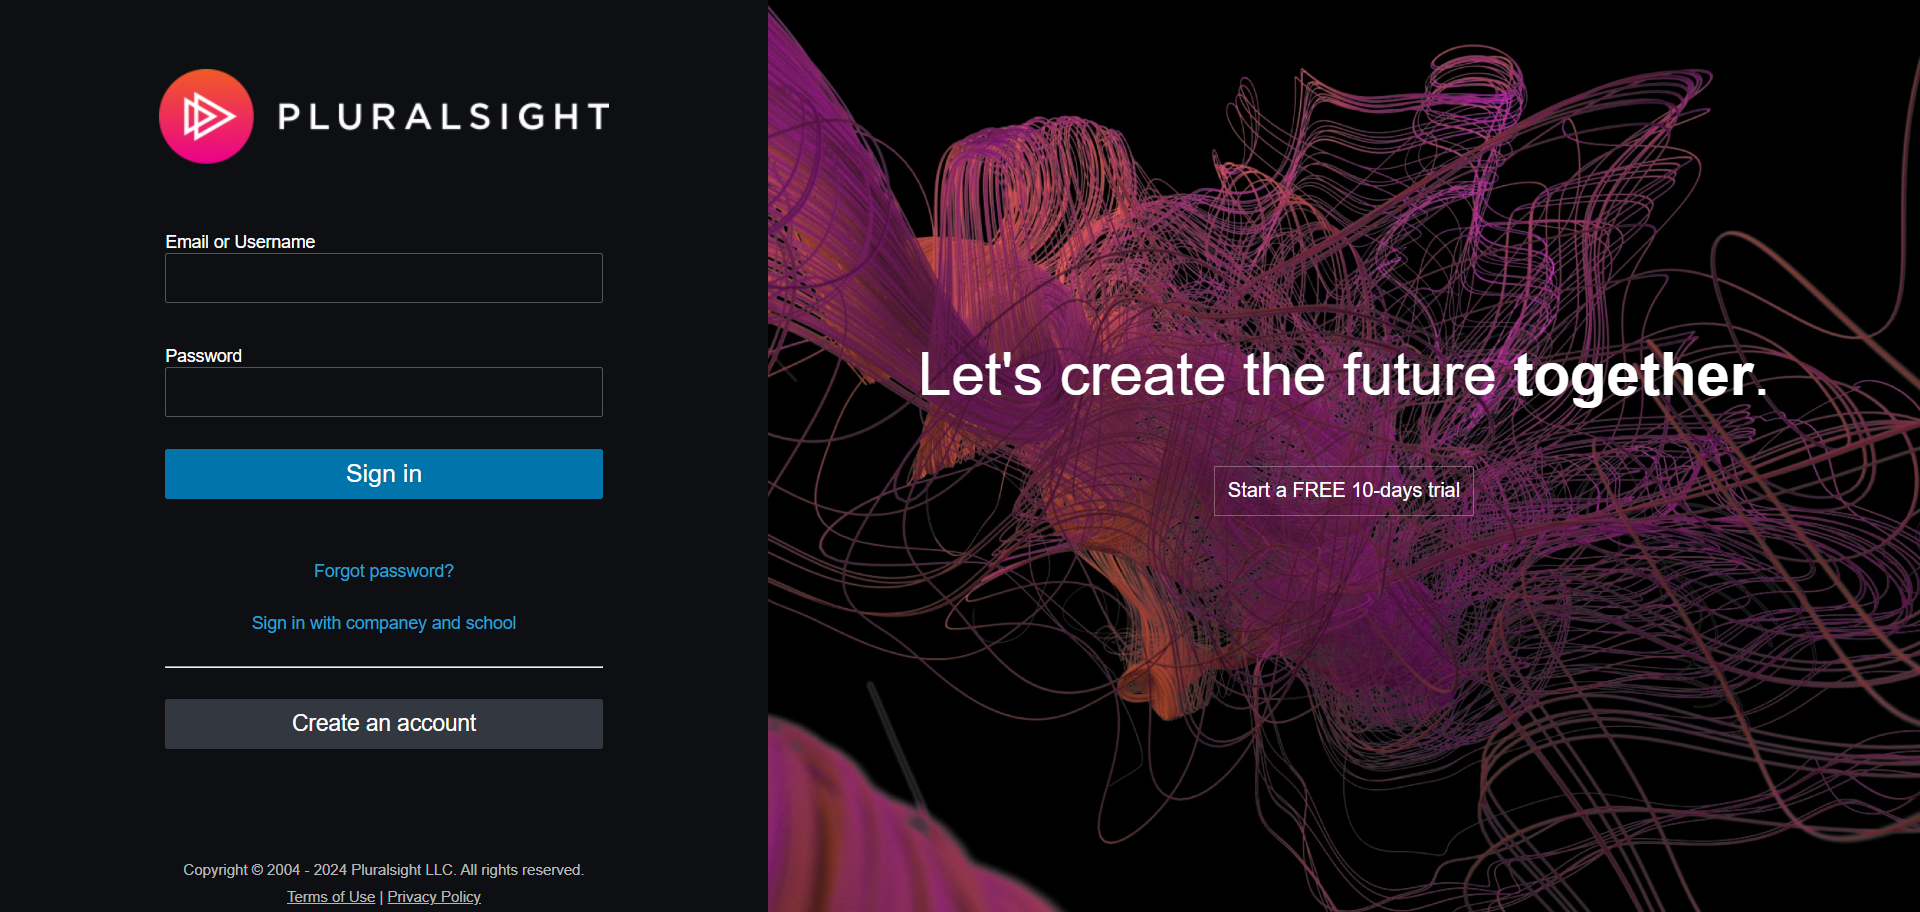 PLURALSIGHT
Email or Username
Password
Sign in
Forgot password?
Sign in with companey and school
Create an account
Copyright © 2004 - 2024 Pluralsight LLC. All rights reserved.
Terms of Use | Privacy Policy
Let's create the future together.
Start a FREE 10-days trial